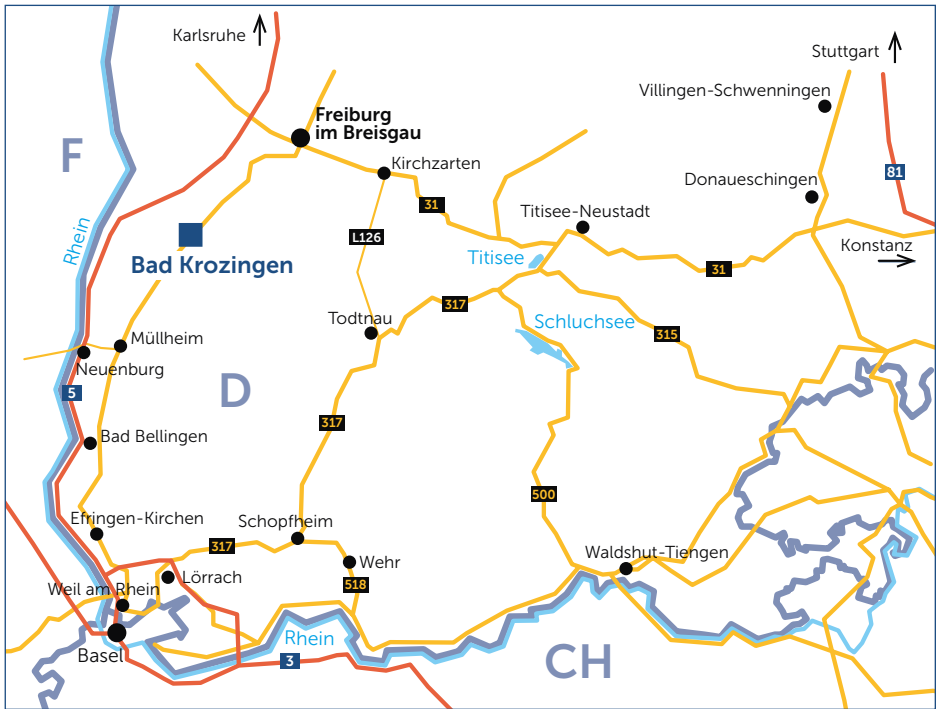 Karlsruhe
Stuttgart
Villingen-Schwenningen
Freiburg
im Breisgau
F
Kirchzarten
81
Donaueschingen
31
Titisee-Neustadt
Rhein
L126
Konstanz
Titisee
Bad Krozingen
31
317
Todtnau
Schluchsee
315
Müllheim
Neuenburg
D
5
317
Bad Bellingen
500
Efringen-Kirchen
Schopfheim
317
Waldshut-Tiengen
Wehr
Lörrach
518
Weil am Rhein
Rhein
Basel
3
CH